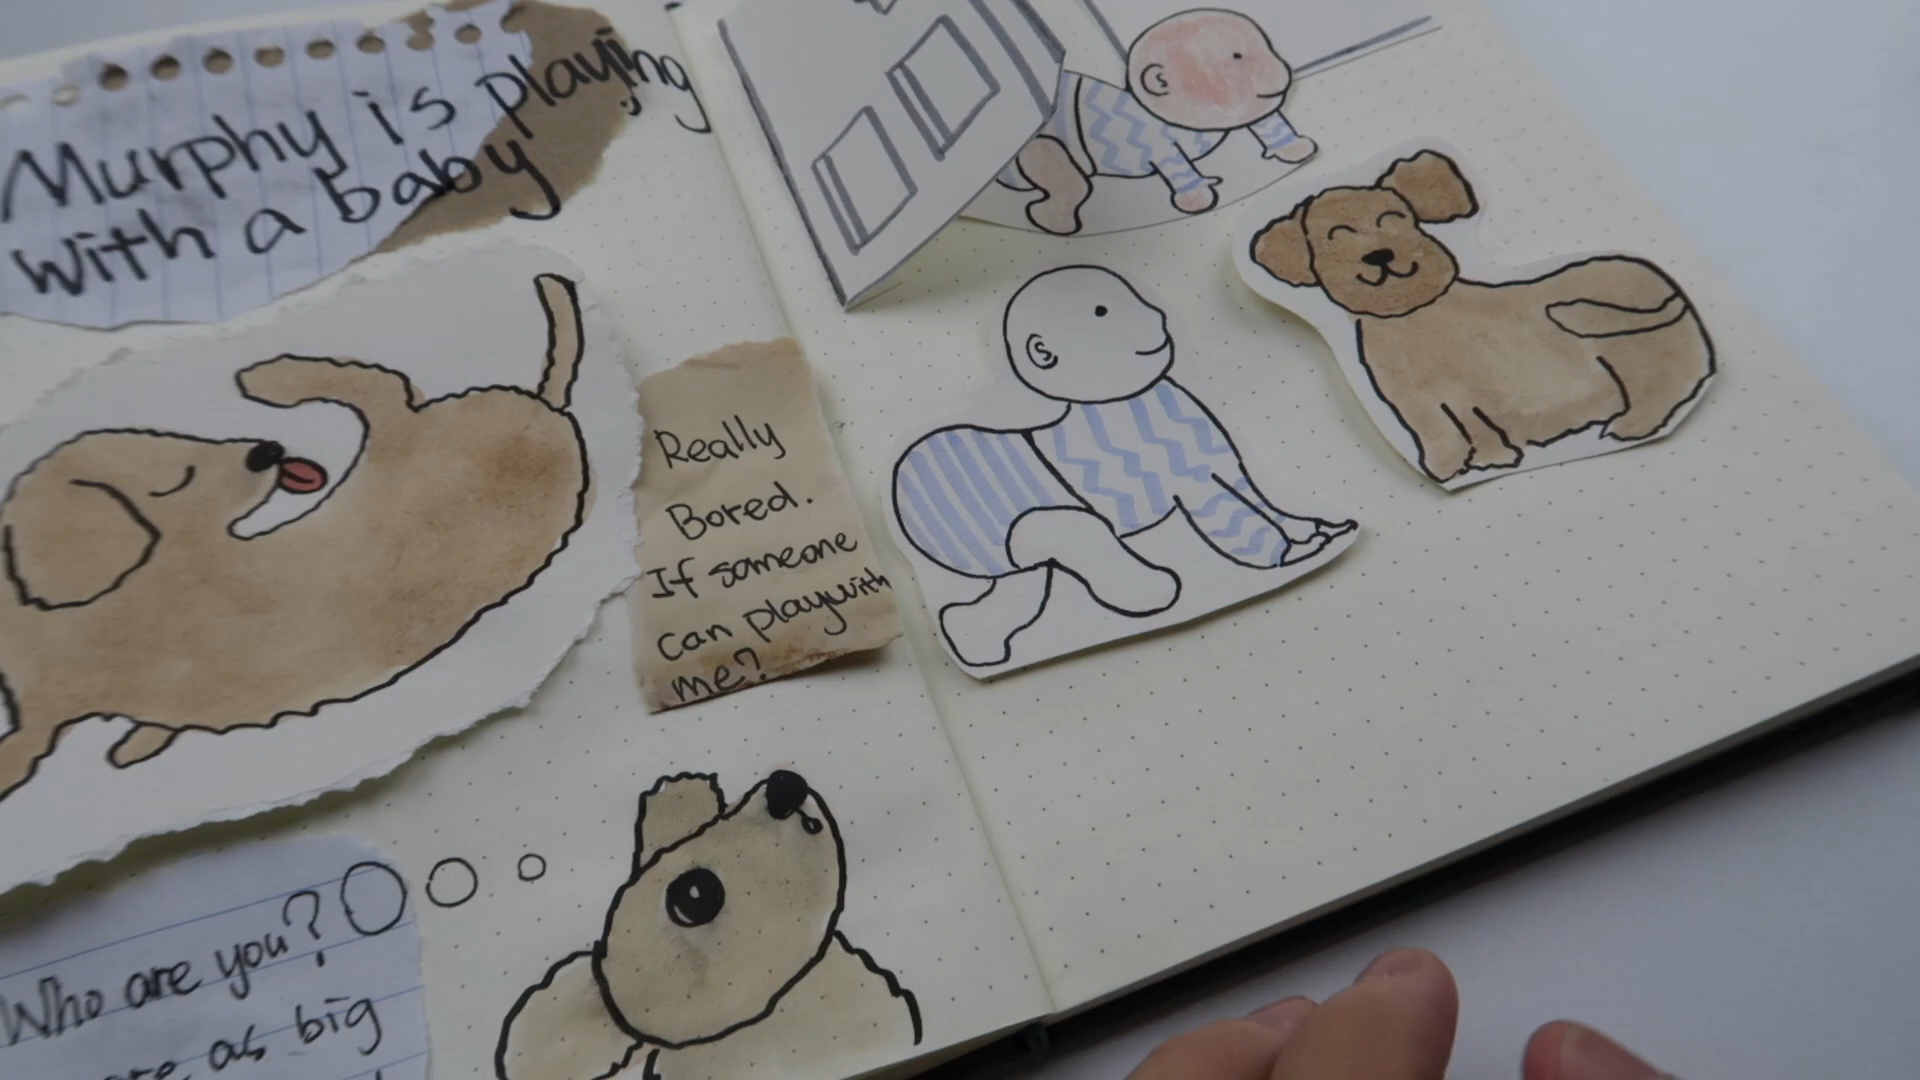 Murphy is playing
with a baby
Really
Bored.
If someone
can playwith
me?
Who are you?
as big